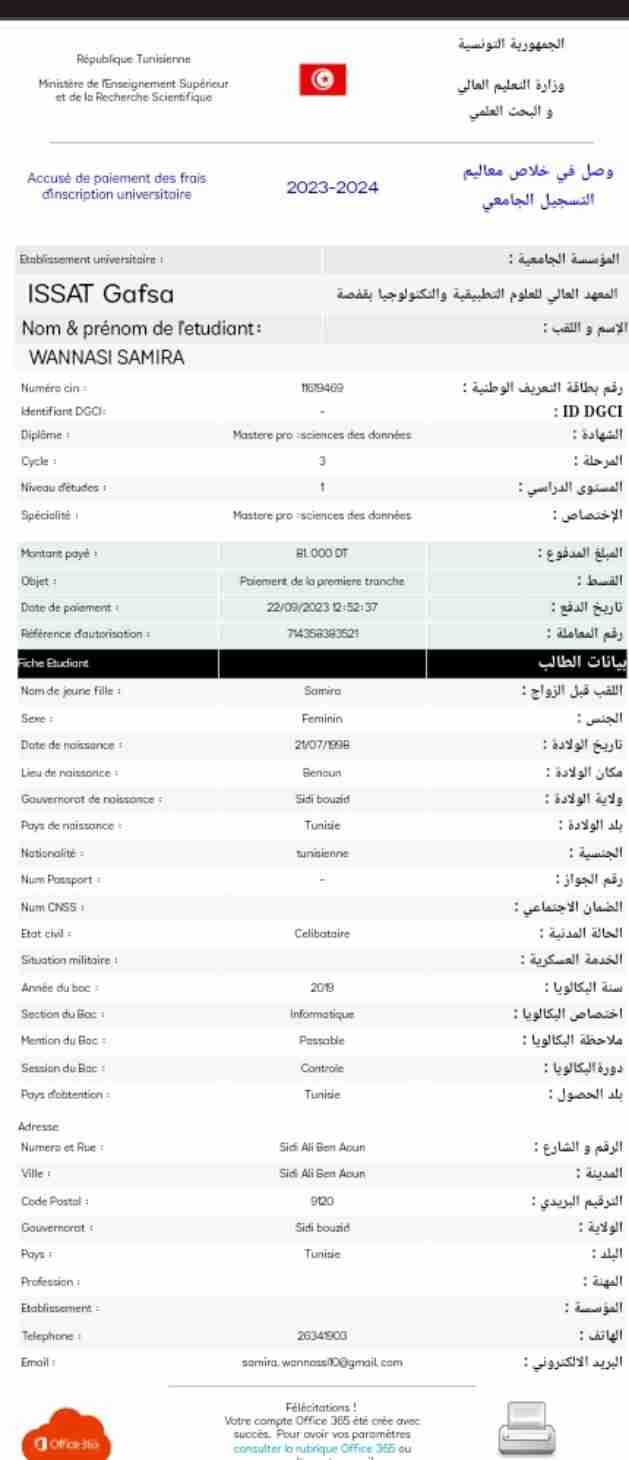 République Tunisienne
الجمهورية التونسية
Ministère de l'Enseignement Supérieur
et de la Recherche Scientifique
وزارة التعليم العالي
و البحث العلمي
Accusé de paiement des frais
d'inscription universitaire
2023-2024
وصل في خلاص معاليم
التسجيل الجامعي
Etablissement universitaire : المؤسسة الجامعية :
ISSAT Gafsa المعهد العالي للعلوم التطبيقية والتكنولوجيا بقفصة
Nom & prénom de l'etudiant: الإسم و اللقب :
WANNASI SAMIRA
Numéro cin : 11619469 رقم بطاقة التعريف الوطنية :
Identifiant DGCI: - ID DGCI :
Diplôme : Mastere pro :sciences des données الشهادة :
Cycle : 3 المرحلة :
Niveau d'études : 1 المستوى الدراسي :
Spécialité : Mastere pro :sciences des données الإختصاص :
Montant payé : 81.000 DT المبلغ المدفوع :
Objet : Paiement de la premiere tranche القسط :
Date de paiement : 22/09/2023 12:52:37 تاريخ الدفع :
Référence d'autorisation : 714358383521 رقم المعاملة :
Fiche Etudiant بيانات الطالب
Nom de jeune fille : Samira اللقب قبل الزواج :
Sexe : Feminin الجنس :
Date de naissance : 21/07/1998 تاريخ الولادة :
Lieu de naissance : Benoun مكان الولادة :
Gouvernorat de naissance : Sidi bouzid ولاية الولادة :
Pays de naissance : Tunisie بلد الولادة :
Nationalité : tunisienne الجنسية :
Num Passport : - رقم الجواز :
Num CNSS : الضمان الاجتماعي :
Etat civil : Celibataire الحالة المدنية :
Situation militaire : الخدمة العسكرية :
Année du bac : 2019 سنة البكالويا :
Section du Bac : Informatique اختصاص البكالويا :
Mention du Bac : Passable ملاحظة البكالويا :
Session du Bac : Controle دورةالبكالويا :
Pays d'obtention : Tunisie بلد الحصول :
Adresse
Numero et Rue : Sidi Ali Ben Aoun الرقم و الشارع :
Ville : Sidi Ali Ben Aoun المدينة :
Code Postal : 9120 الترقيم البريدي :
Gouvernorat : Sidi bouzid الولاية :
Pays : Tunisie البلد :
Profession : المهنة :
Etablissement : المؤسسة :
Telephone : 26341903 الهاتف :
Email : samira.wannassi10@gmail.com البريد الالكتروني :
Félécitations !
Votre compte Office 365 été crée avec
succès. Pour avoir vos paramètres
consulter la rubrique Office 365 ou
Office 365